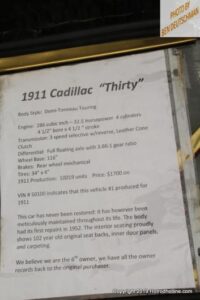 PHOTO BY
BEN DEUTSCHMAN
1911 Cadillac "Thirty"
Body Style: Demi-Tonneau Touring
Engine: 286 cubic inch – 32.5 horsepower 4 cylinders
4 1/2" bore x 4 1/2" stroke
Transmission: 3 speed selective w/reverse, Leather Cone
Clutch
Differential: Full floating axle with 3.66:1 gear ratio
Wheel Base: 116"
Brakes: Rear wheel mechanical
Tires: 34" x 4"
1911 Production: 10019 units Price: $1700
VIN # indicates that this vehicle # produced for
1911
This car has never been restored: it has however been
meticulously maintained throughout its life. The body
had its first repaint in 1952. The interior seating proudly
shows 102 year old original seat backs, inner door panels,
and carpeting.
We believe we are the 6th owner, we have all the owner
records back to the original purchaser.